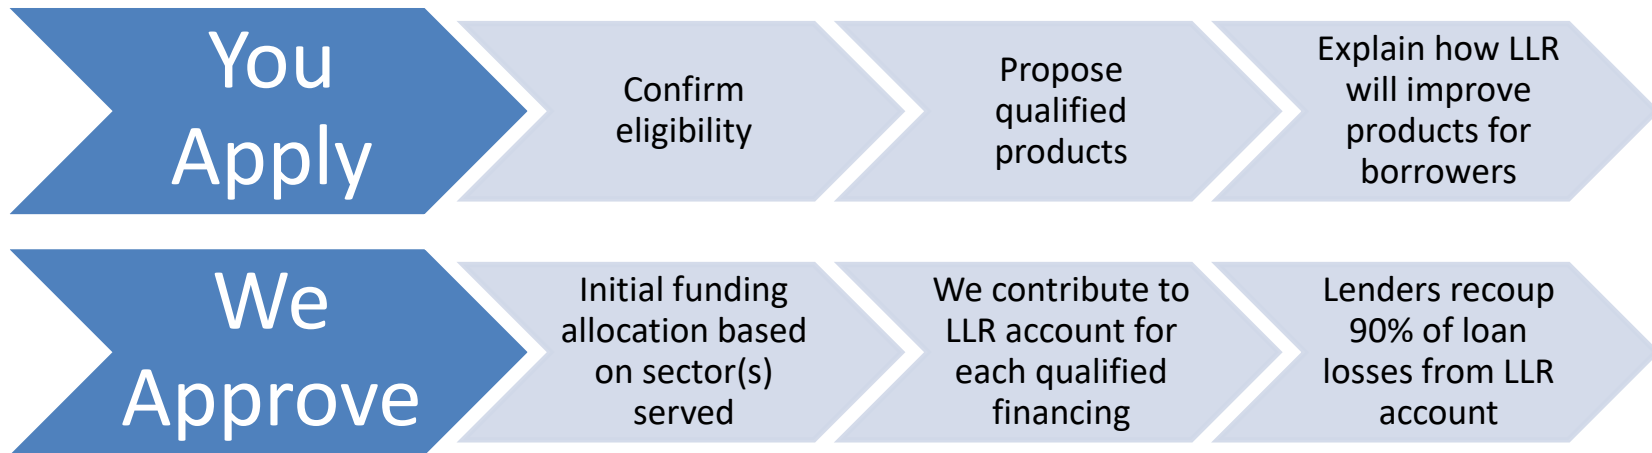 You
Apply
Confirm
eligibility
Propose
qualified
products
Explain how LLR
will improve
products for
borrowers
We
Approve
Initial funding
allocation based
on sector(s)
served
We contribute to
LLR account for
each qualified
financing
Lenders recoup
90% of loan
losses from LLR
account